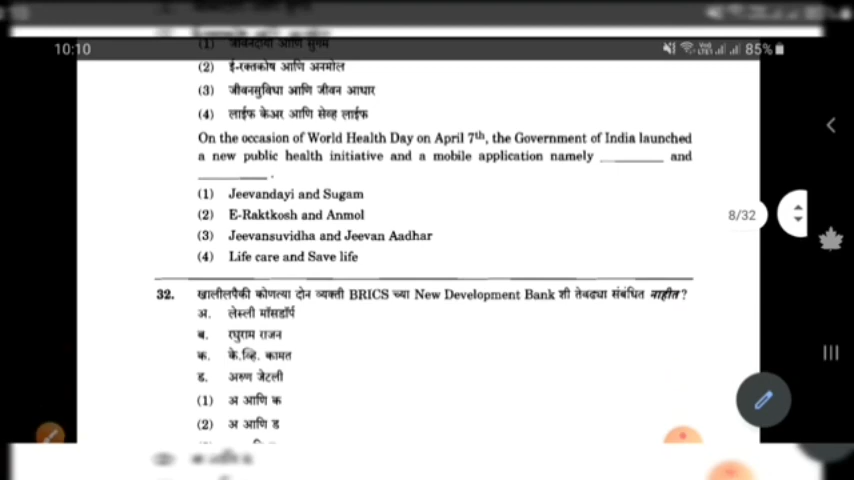 10:10
85%
(1) जीवनदायी आणि सुगम
(2) ई-रक्तकोष आणि अनमोल
(3) जीवनसुविधा आणि जीवन आधार
(4) लाईफ केअर आणि सेव्ह लाईफ
On the occasion of World Health Day on April 7th, the Government of India launched
a new public health initiative and a mobile application namely ________ and
________ .
(1) Jeevandayi and Sugam
(2) E-Raktkosh and Anmol
8/32
(3) Jeevansuvidha and Jeevan Aadhar
(4) Life care and Save life
32. खालीलपैकी कोणत्या दोन व्यक्ती BRICS च्या New Development Bank शी तेवढ्या संबंधित नाहीत ?
अ. लेस्ली मॉसडॉर्प
ब. रघुराम राजन
क. के.व्हि. कामत
ड. अरुण जेटली
(1) अ आणि क
(2) अ आणि ड